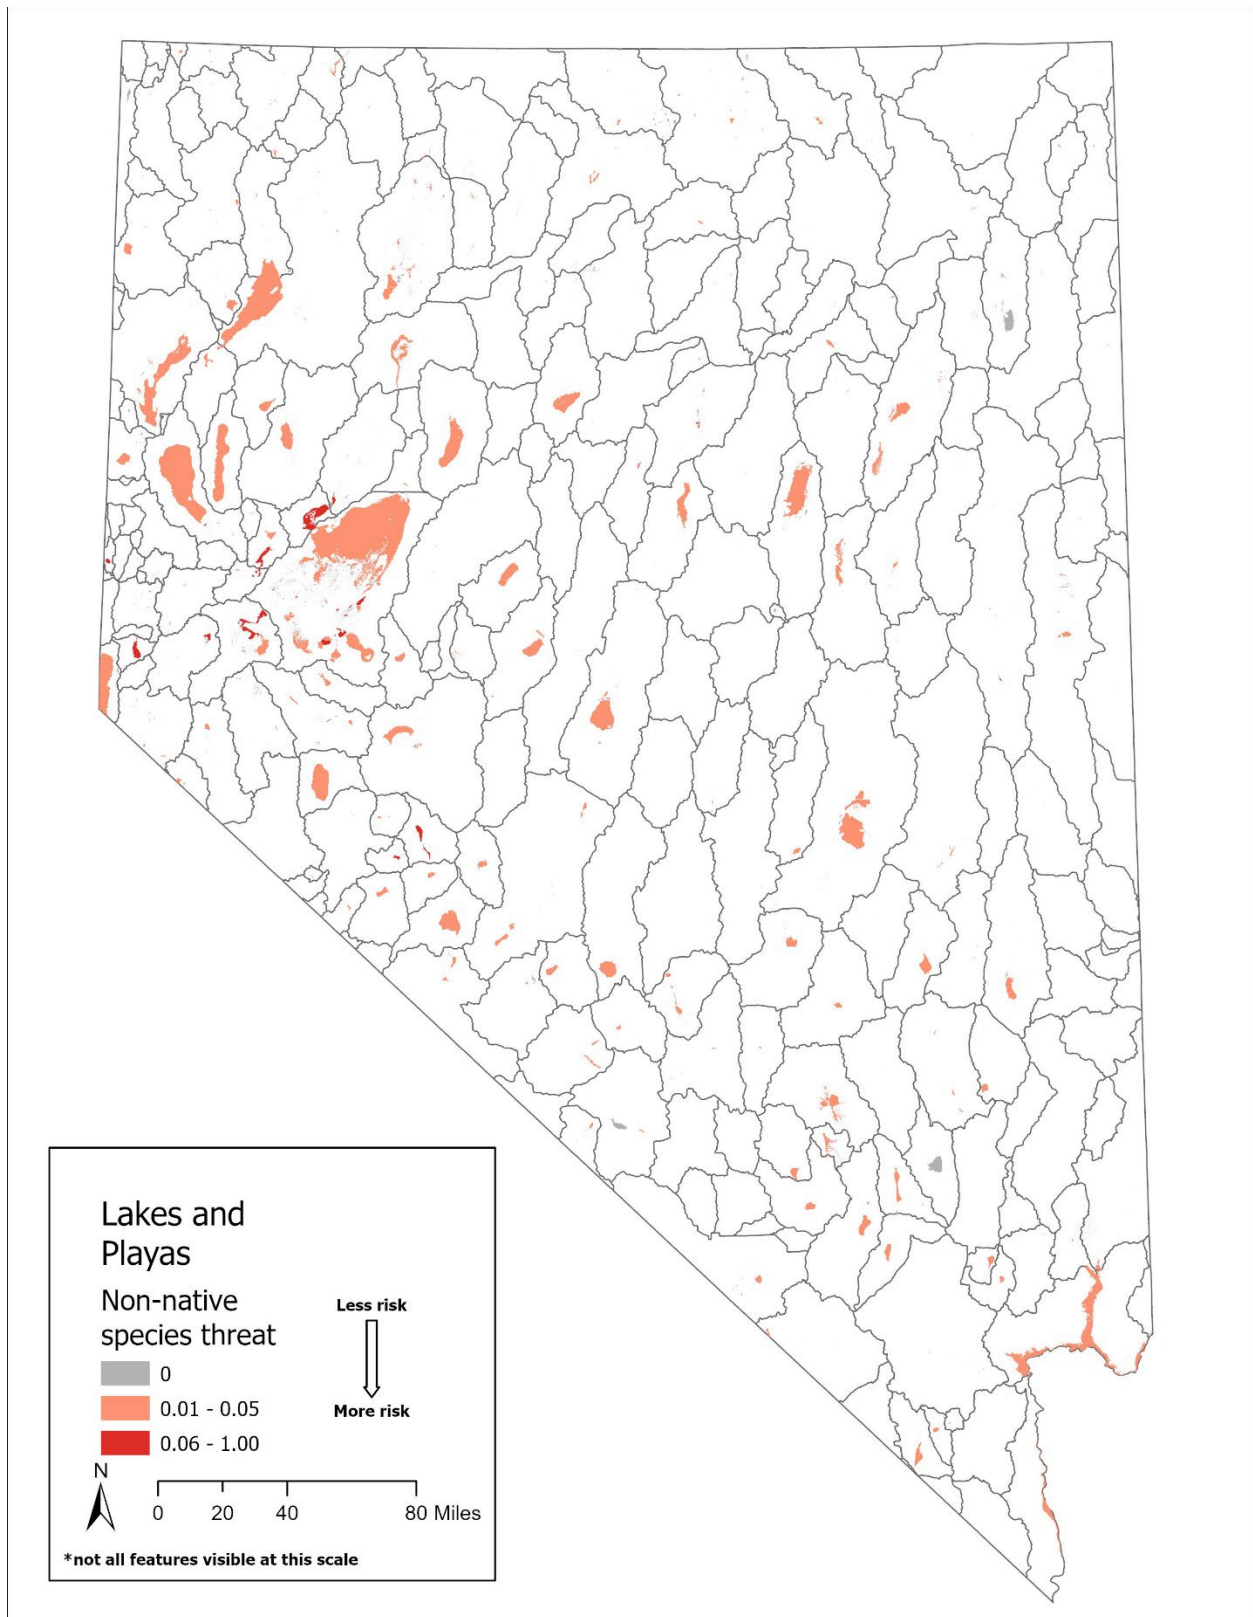 Lakes and
Playas
Non-native
species threat
Less risk
More risk
0
0.01 - 0.05
0.06 - 1.00
N
0 20 40 80 Miles
*not all features visible at this scale